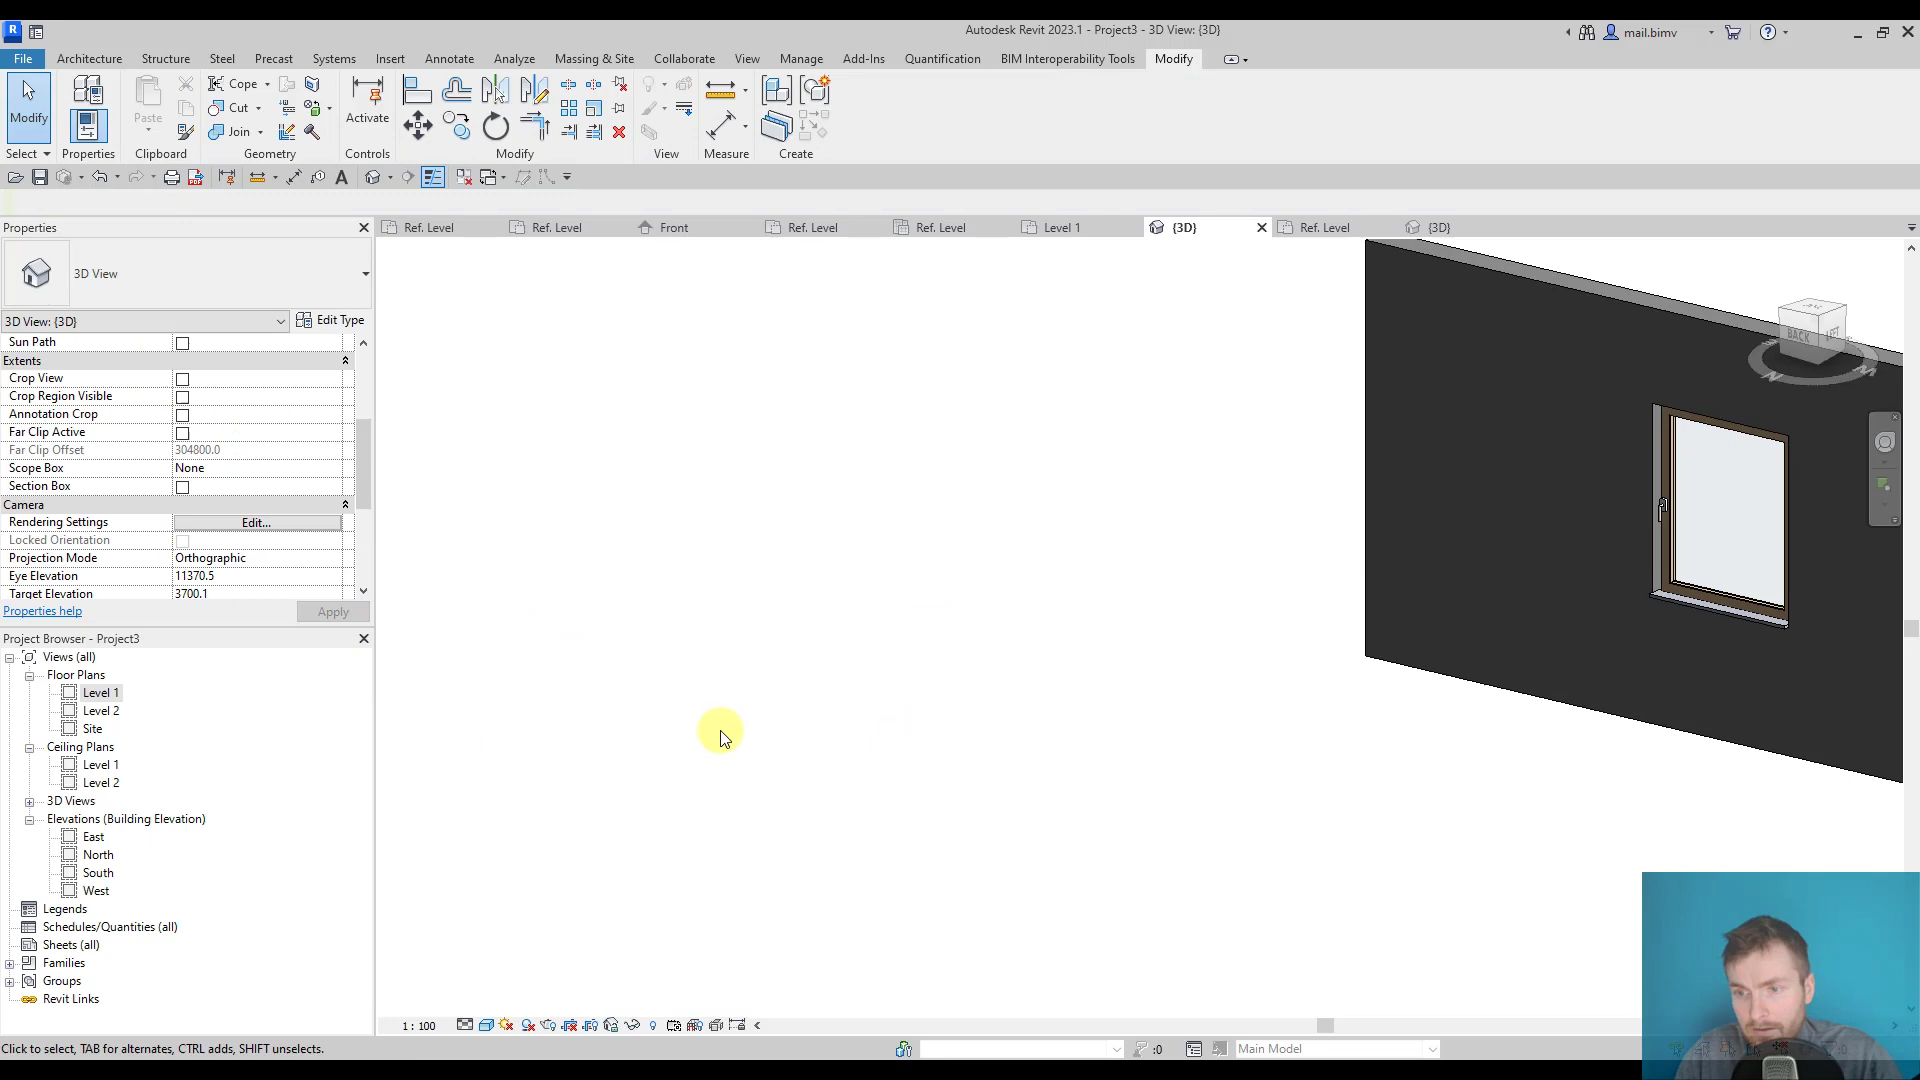 Autodesk Revit 2023.1 - Project3 - 3D View: {3D}
mail.bimv
File Architecture Structure Steel Precast Systems Insert Annotate Analyze Massing & Site Collaborate View Manage Add-Ins Quantification BIM Interoperability Tools Modify
Cope
Modify Paste Cut Activate
Join
Select Properties Clipboard Geometry Controls Modify View Measure Create
Properties
Ref. Level Ref. Level Front Ref. Level Ref. Level Level 1 {3D} Ref. Level {3D}
3D View
3D View: {3D} Edit Type
Sun Path
Extents
Crop View
Crop Region Visible
Annotation Crop
Far Clip Active
Far Clip Offset 304800.0
Scope Box None
Section Box
Camera
Rendering Settings Edit...
Locked Orientation
Projection Mode Orthographic
Eye Elevation 11370.5
Target Elevation 3700.1
Properties help Apply
BACK LEFT
Project Browser - Project3
Views (all)
Floor Plans
Level 1
Level 2
Site
Ceiling Plans
Level 1
Level 2
3D Views
Elevations (Building Elevation)
East
North
South
West
Legends
Schedules/Quantities (all)
Sheets (all)
Families
Groups
Revit Links
1 : 100
Click to select, TAB for alternates, CTRL adds, SHIFT unselects. :0 Main Model